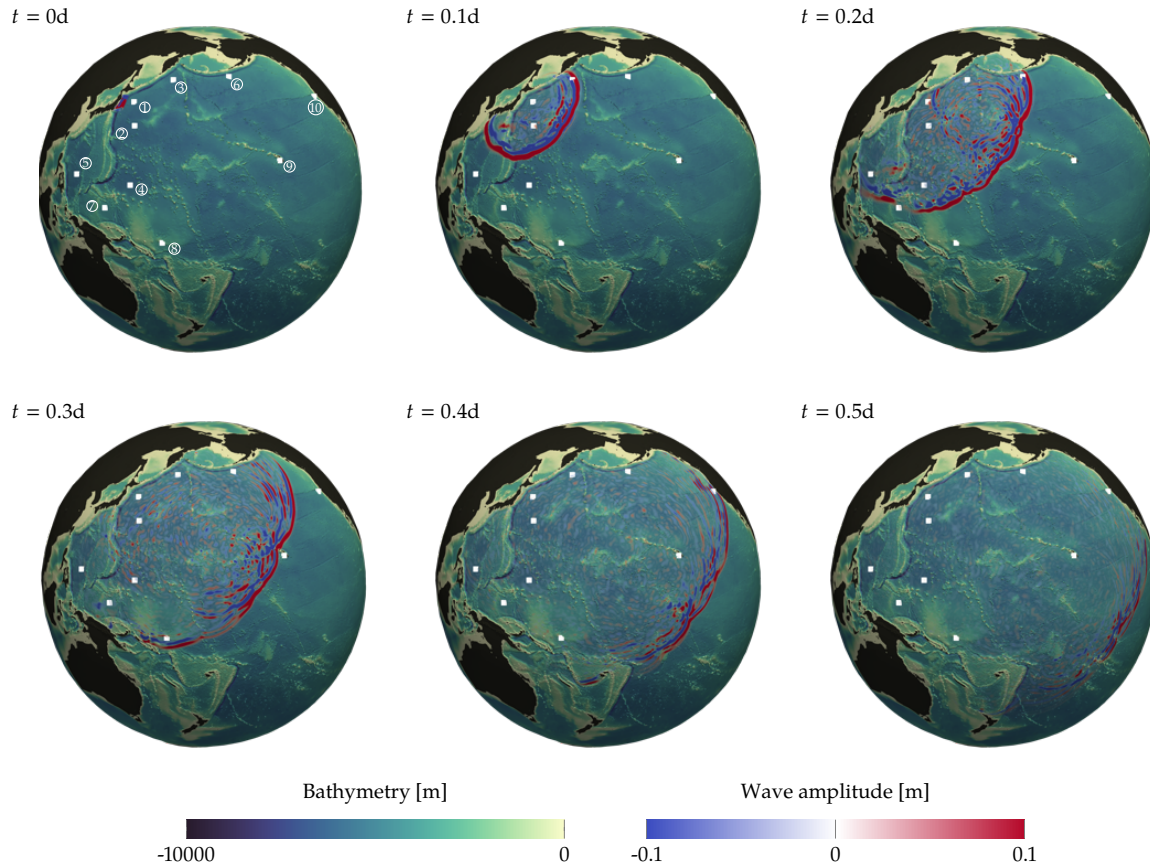 t = 0d
t = 0.1d
t = 0.2d
③
⑥
①
⑩
②
⑤
⑨
④
⑦
⑧
t = 0.3d
t = 0.4d
t = 0.5d
Bathymetry [m]
Wave amplitude [m]
-10000
0
-0.1
0
0.1